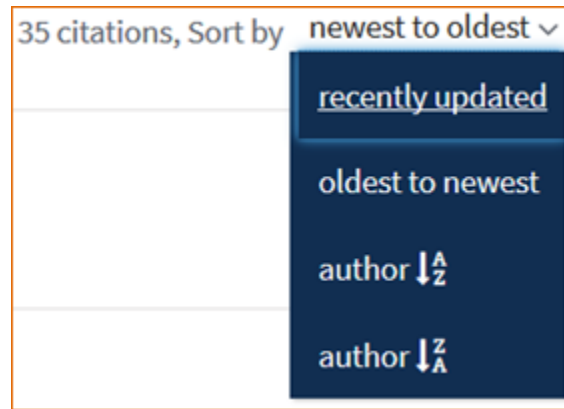 35 citations, Sort by newest to oldest
recently updated
oldest to newest
author A Z
author Z A